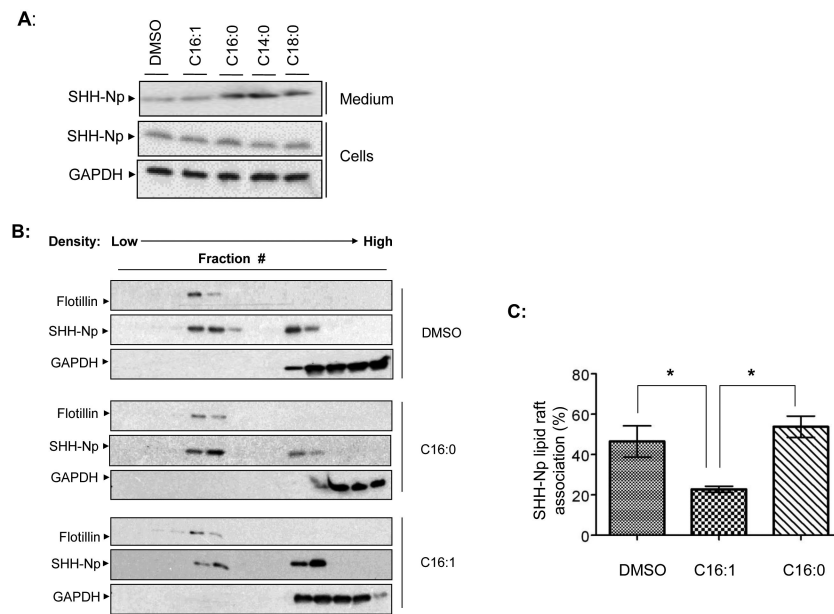 A:
DMSO C16:1 C16:0 C14:0 C18:0
SHH-Np Medium
SHH-Np
Cells
GAPDH
B:
Density: Low High
Fraction #
Flotillin
SHH-Np DMSO
GAPDH
Flotillin
SHH-Np C16:0
GAPDH
Flotillin
SHH-Np C16:1
GAPDH
C:
* *
SHH-Np lipid raft
association (%)
80
60
40
20
0
DMSO C16:1 C16:0